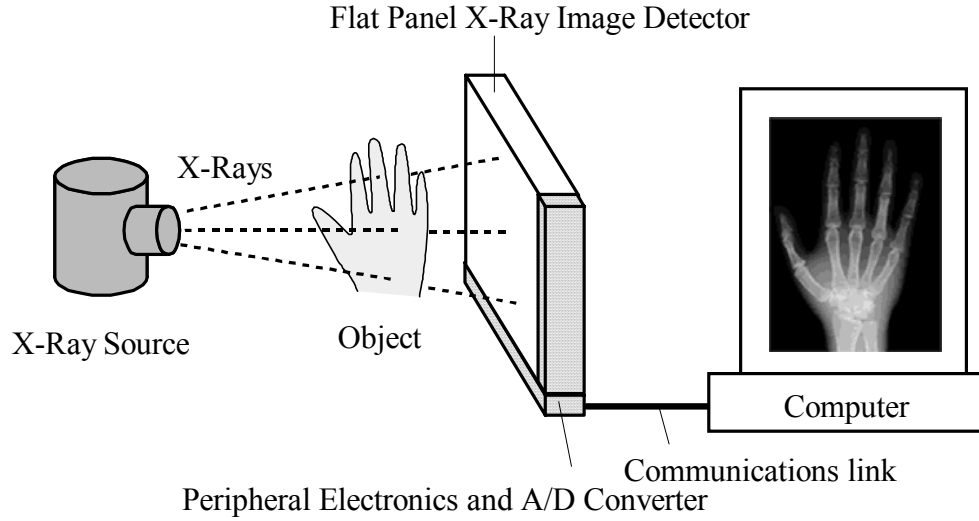 Flat Panel X-Ray Image Detector
X-Rays
X-Ray Source
Object
Computer
Communications link
Peripheral Electronics and A/D Converter